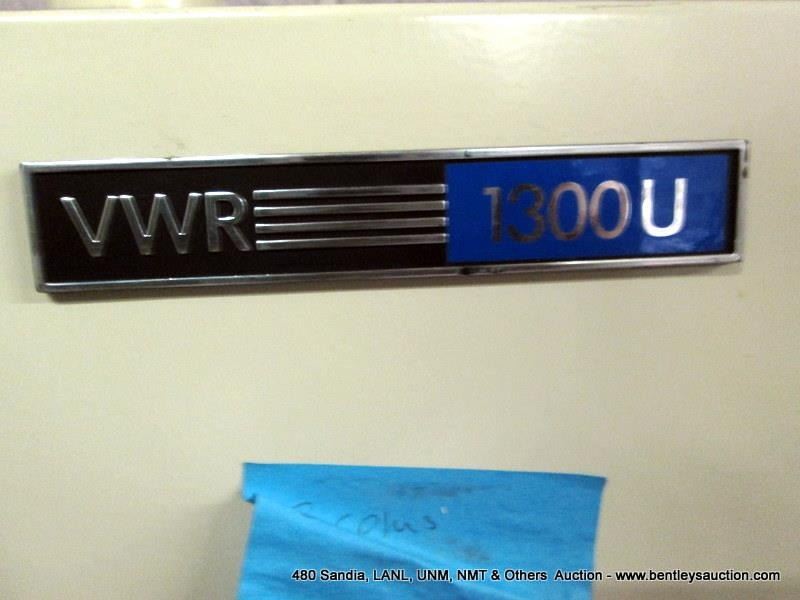 VWR 1300U
480 Sandia, LANL, UNM, NMT & Others Auction - www.bentleysauction.com